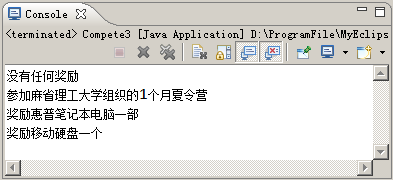 Console
<terminated> Compete3 [Java Application] D:\ProgramFile\MyEclips
没有任何奖励
参加麻省理工大学组织的1个月夏令营
奖励惠普笔记本电脑一部
奖励移动硬盘一个